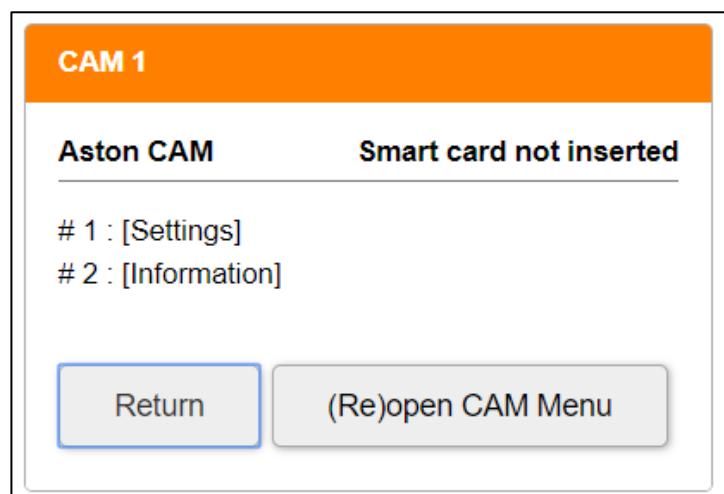 CAM 1
Aston CAM Smart card not inserted
# 1 : [Settings]
# 2 : [Information]
Return (Re)open CAM Menu